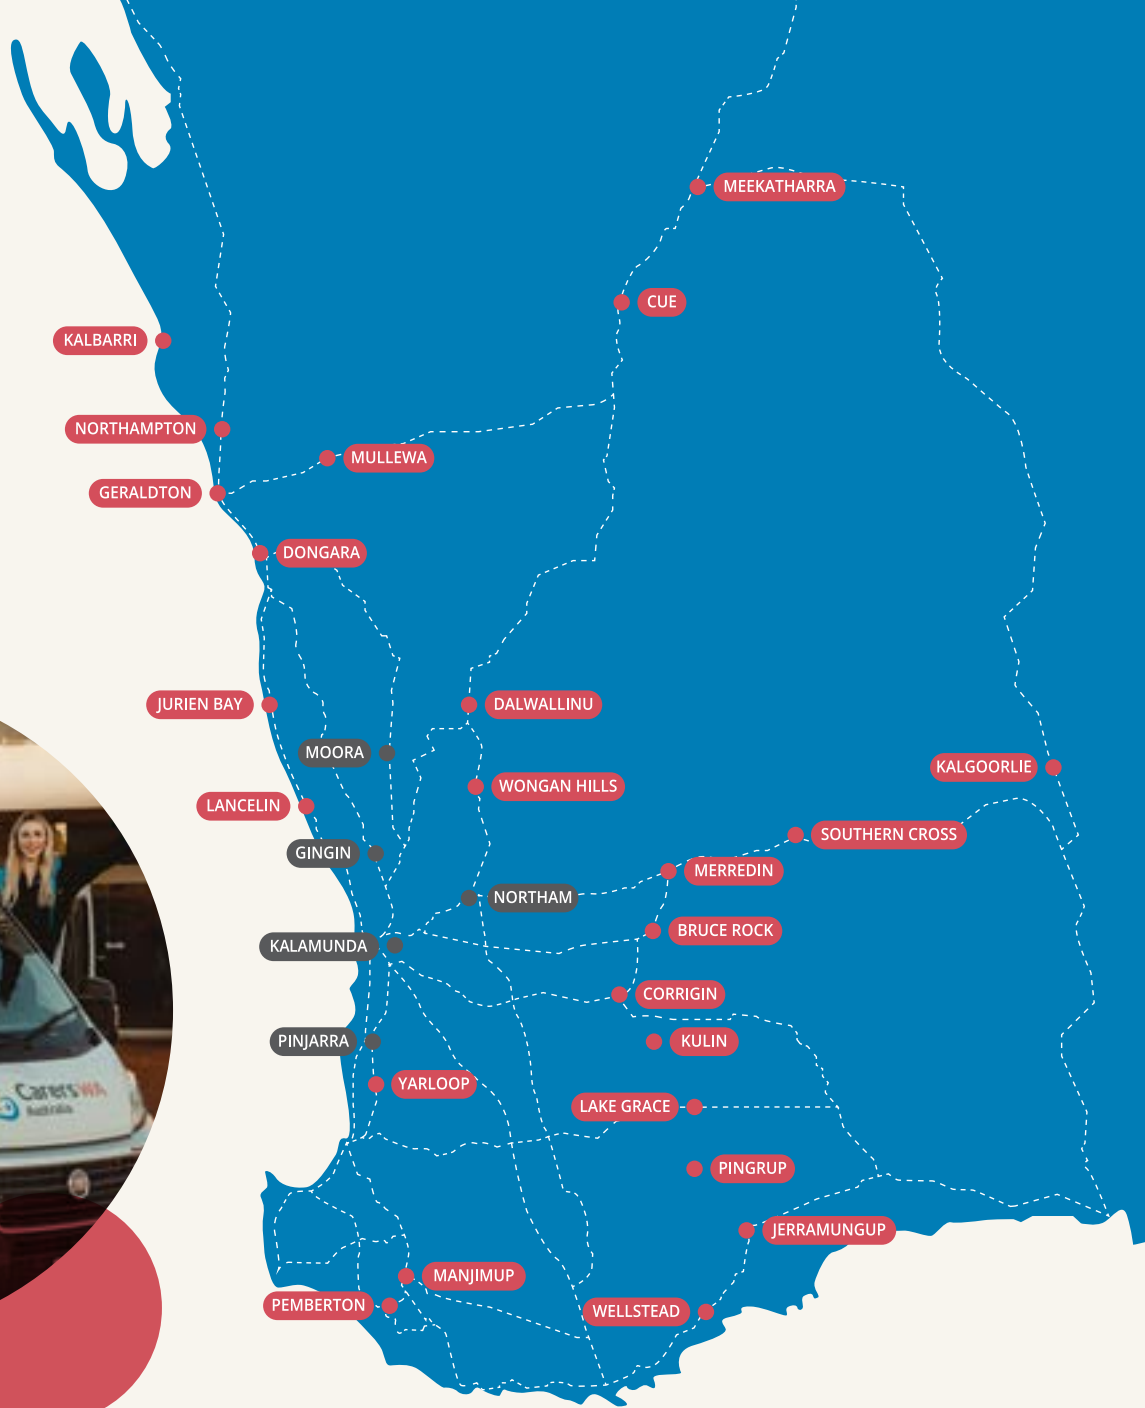 MEEKATHARRA
CUE
KALBARRI
NORTHAMPTON
MULLEWA
GERALDTON
DONGARA
JURIEN BAY
DALWALLINU
MOORA
KALGOORLIE
WONGAN HILLS
LANCELIN
SOUTHERN CROSS
GINGIN
MERREDIN
NORTHAM
BRUCE ROCK
KALAMUNDA
CORRIGIN
PINJARRA
KULIN
YARLOOP
CarersWA
Australia
LAKE GRACE
PINGRUP
JERRAMUNGUP
MANJIMUP
PEMBERTON
WELLSTEAD